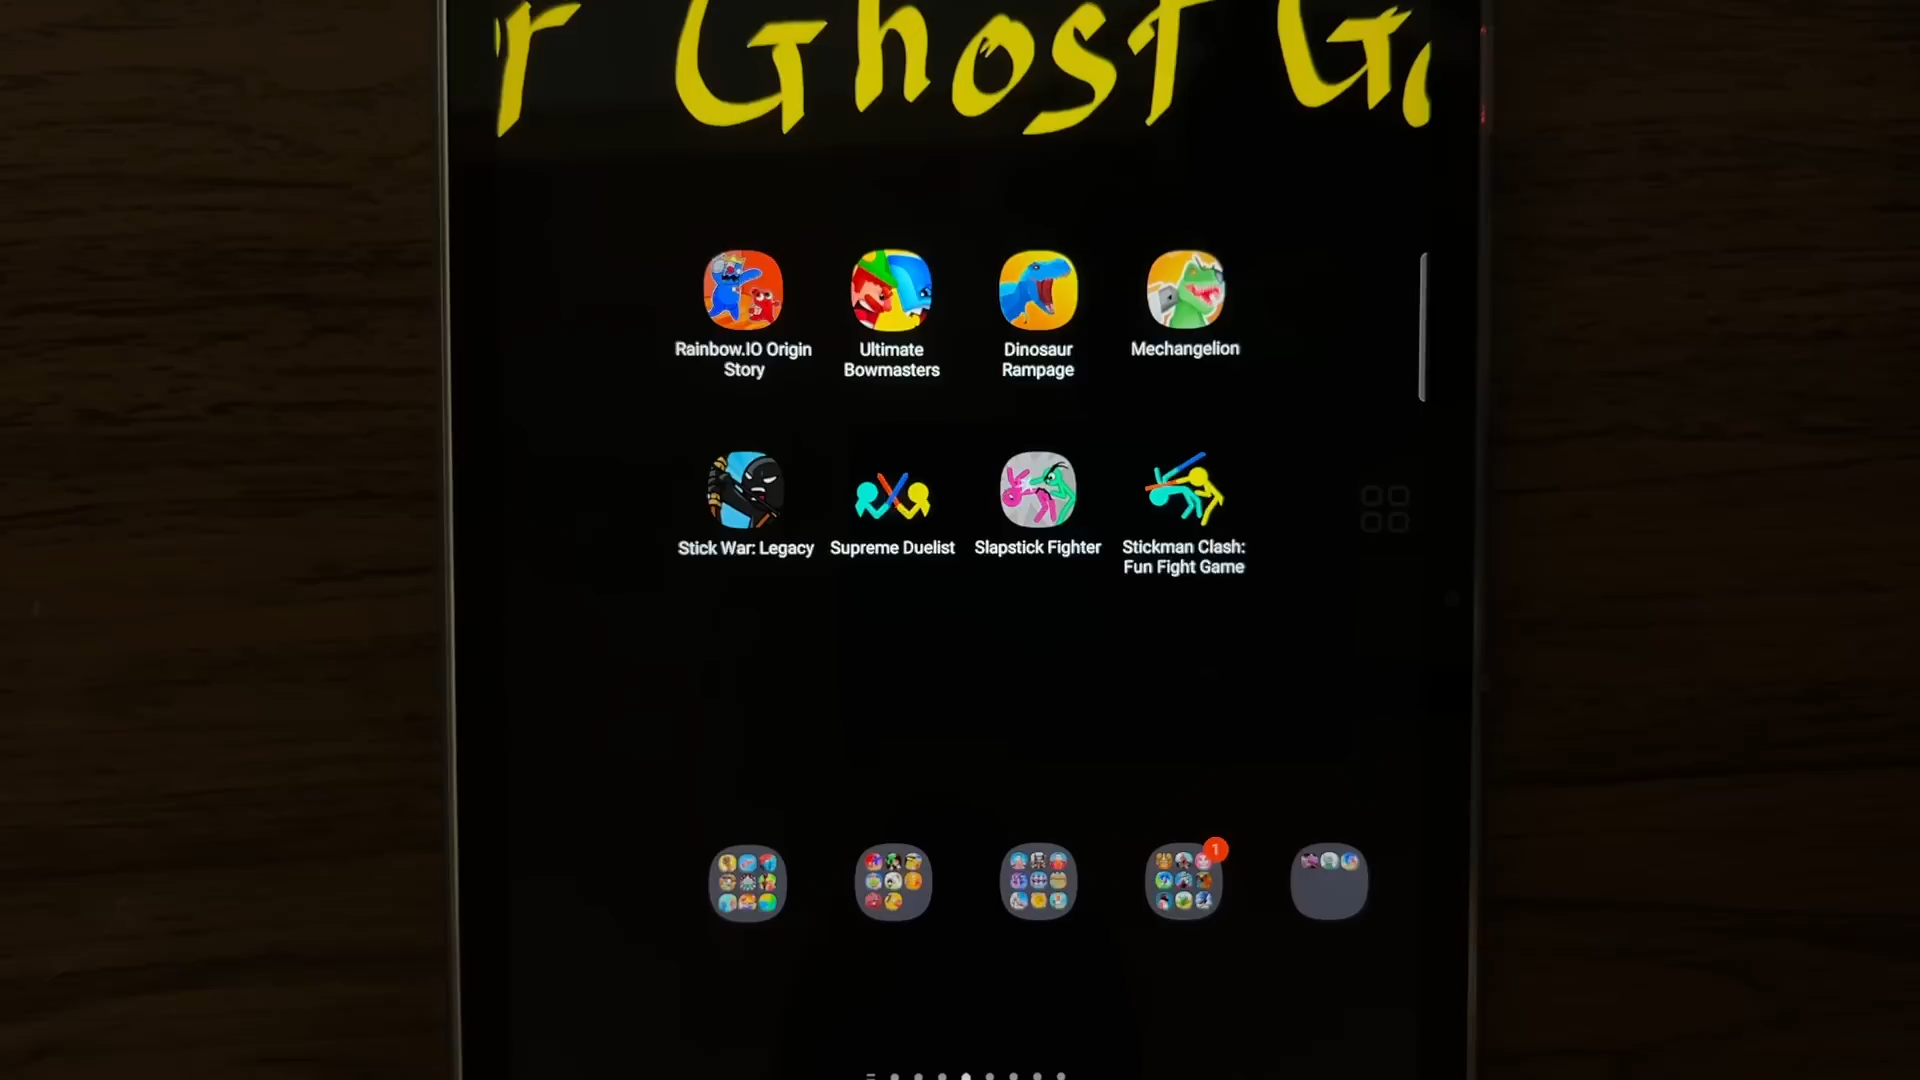 r Ghost Ga
Rainbow.IO Origin Story
Ultimate Bowmasters
Dinosaur Rampage
Mechangelion
Stick War: Legacy
Supreme Duelist
Slapstick Fighter
Stickman Clash: Fun Fight Game
1